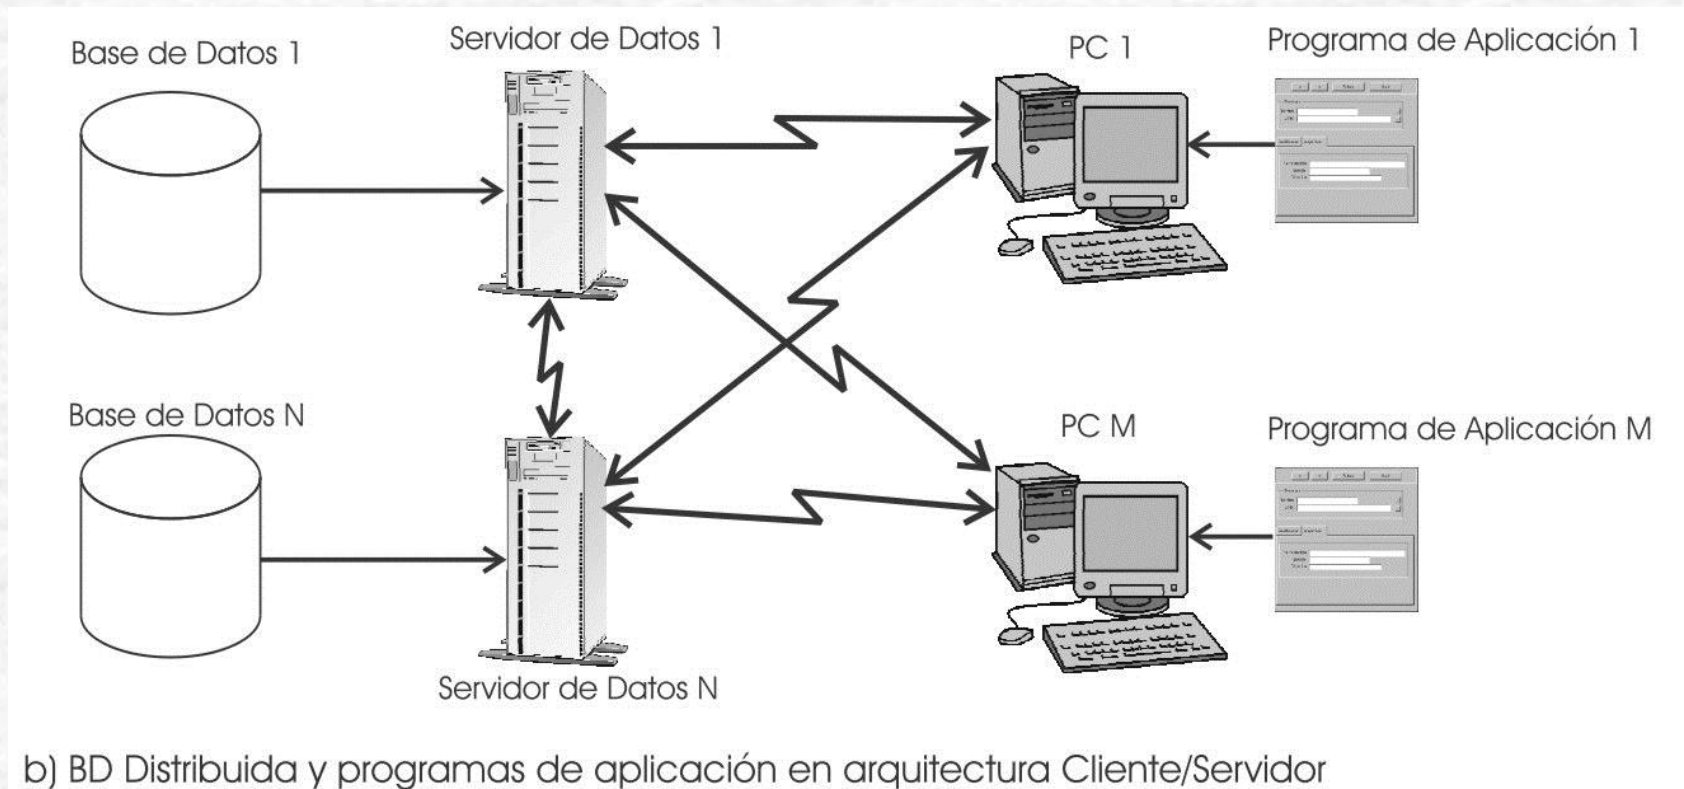 Base de Datos 1
Servidor de Datos 1
PC 1
Programa de Aplicación 1
Base de Datos N
PC M
Programa de Aplicación M
Servidor de Datos N
b) BD Distribuida y programas de aplicación en arquitectura Cliente/Servidor